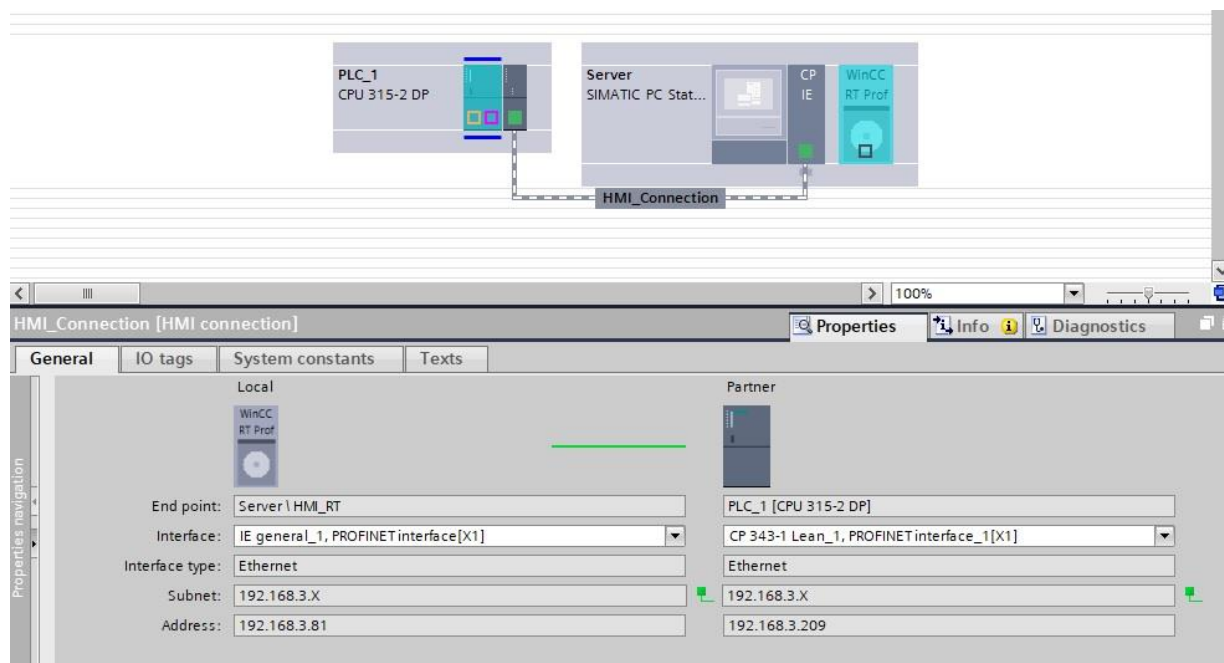 PLC_1
CPU 315-2 DP
Server
SIMATIC PC Stat...
CP
IE
WinCC
RT Prof
HMI_Connection
100%
HMI_Connection [HMI connection]
Properties
Info
Diagnostics
General
IO tags
System constants
Texts
Properties navigation
Local
Partner
WinCC
RT Prof
End point: Server \ HMI_RT PLC_1 [CPU 315-2 DP]
Interface: IE general_1, PROFINET interface[X1] CP 343-1 Lean_1, PROFINET interface_1[X1]
Interface type: Ethernet Ethernet
Subnet: 192.168.3.X 192.168.3.X
Address: 192.168.3.81 192.168.3.209